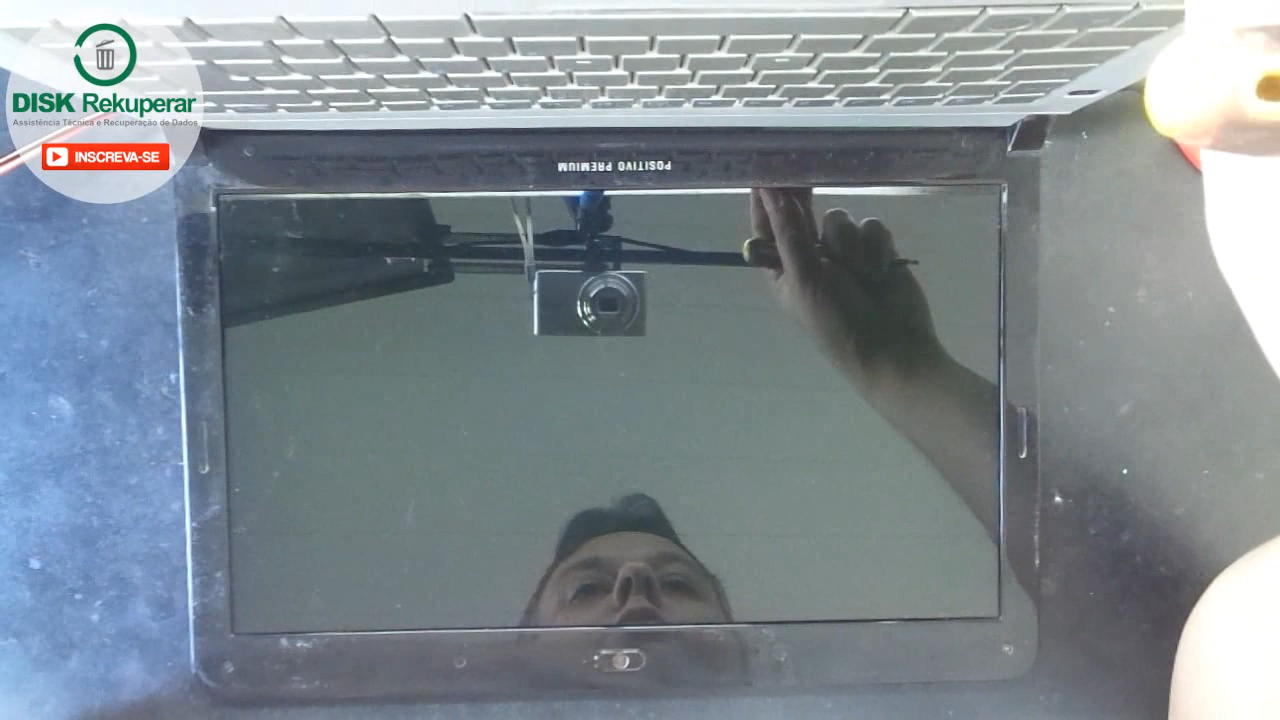 DISK Rekuperar
Assistência Técnica e Recuperação de Dados
INSCREVA-SE
POSITIVO PREMIUM